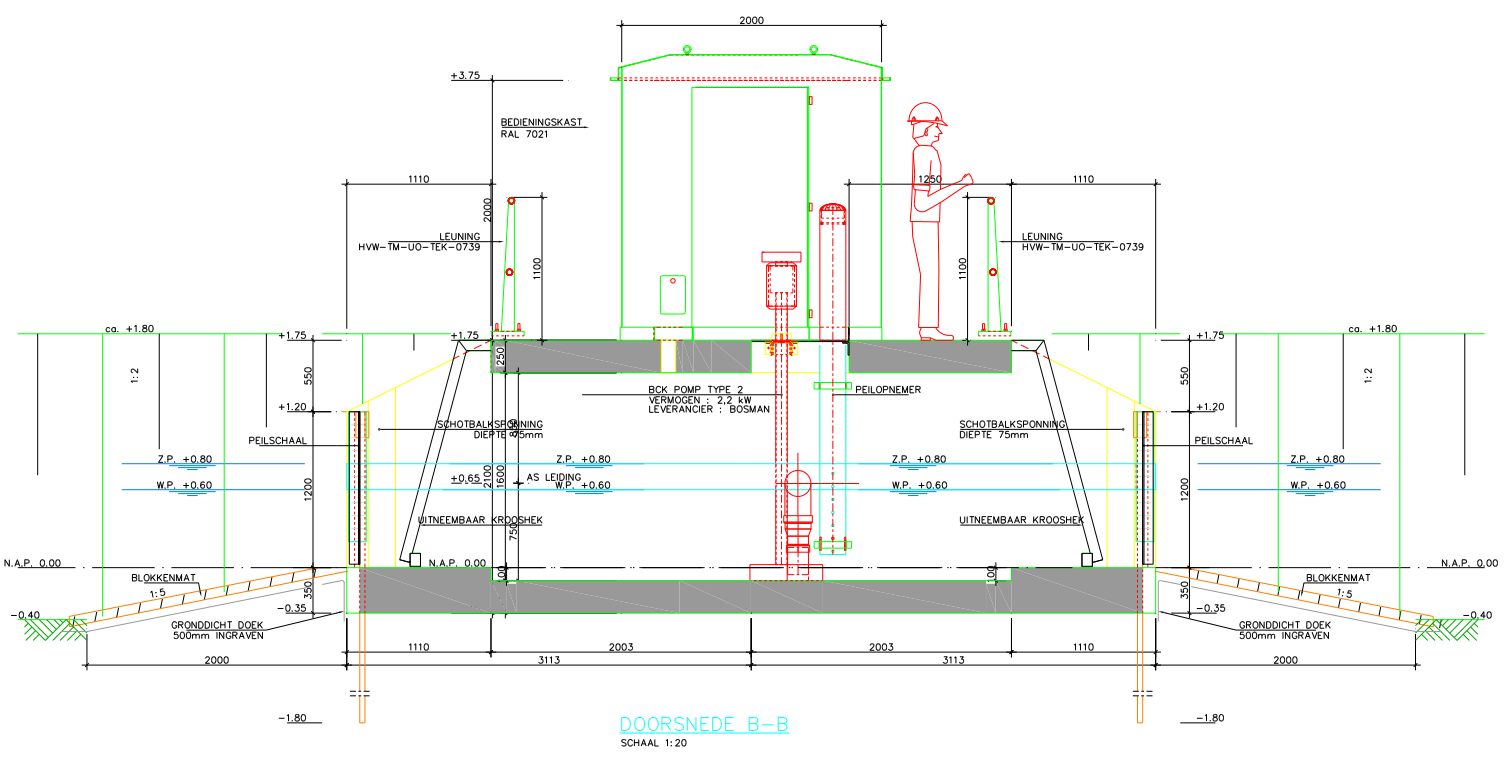 2000
+3.75
BEDIENINGSKAST
RAL 7021
1110
1250
1110
2000
LEUNING
HVW-TM-UO-TEK-0739
1100
1100
LEUNING
HVW-TM-UO-TEK-0739
ca. +1.80
+1.75
+1.75
+1.75
ca. +1.80
1:2
550
250
550
1:2
BCK POMP TYPE 2
VERMOGEN : 2,2 kW
LEVERANCIER : BOSMAN
PEILOPNEMER
+1.20
+1.20
SCHOTBALKSPONNING
DIEPTE 75mm
SCHOTBALKSPONNING
DIEPTE 75mm
PEILSCHAAL
PEILSCHAAL
Z.P. +0.80
Z.P. +0.80
Z.P. +0.80
Z.P. +0.80
+0.65
2100
1600
AS LEIDING
W.P. +0.60
W.P. +0.60
W.P. +0.60
W.P. +0.60
1200
1200
UITNEEMBAAR KROOSHEK
750
UITNEEMBAAR KROOSHEK
N.A.P. 0.00
N.A.P. 0.00
N.A.P. 0.00
BLOKKENMAT
1:5
350
100
100
350
BLOKKENMAT
1:5
-0.40
-0.35
-0.35
-0.40
GRONDDICHT DOEK
500mm INGRAVEN
GRONDDICHT DOEK
500mm INGRAVEN
1110
2003
2003
1110
2000
3113
3113
2000
-1.80
-1.80
DOORSNEDE B-B
SCHAAL 1:20